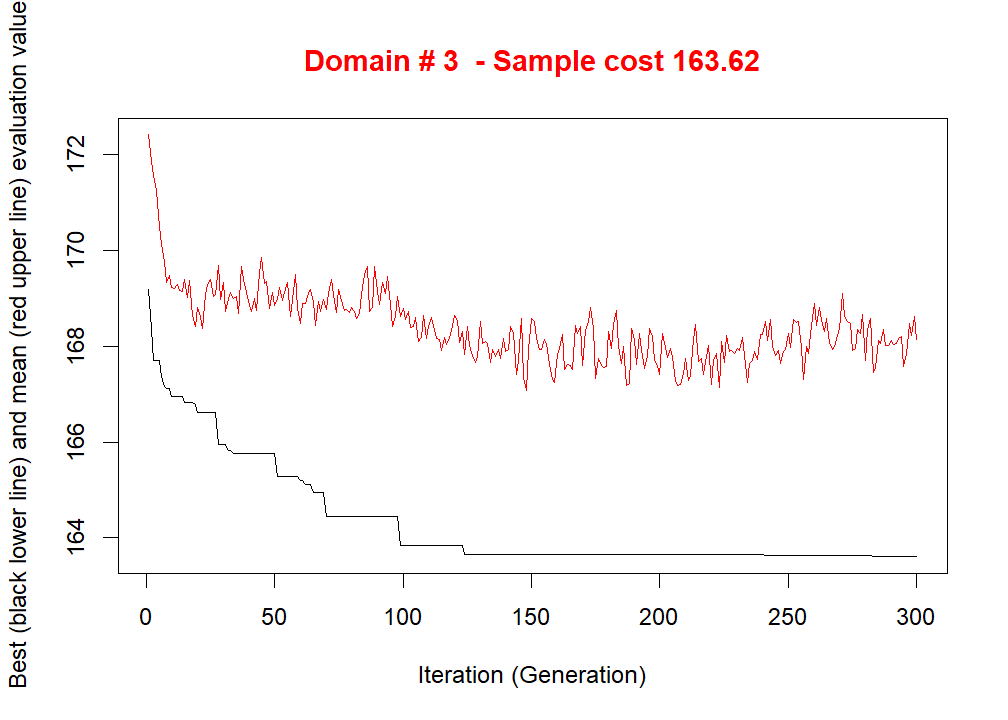 Domain # 3  - Sample cost 163.62
Best (black lower line) and mean (red upper line) evaluation value
172
170
168
166
164
0 50 100 150 200 250 300
Iteration (Generation)